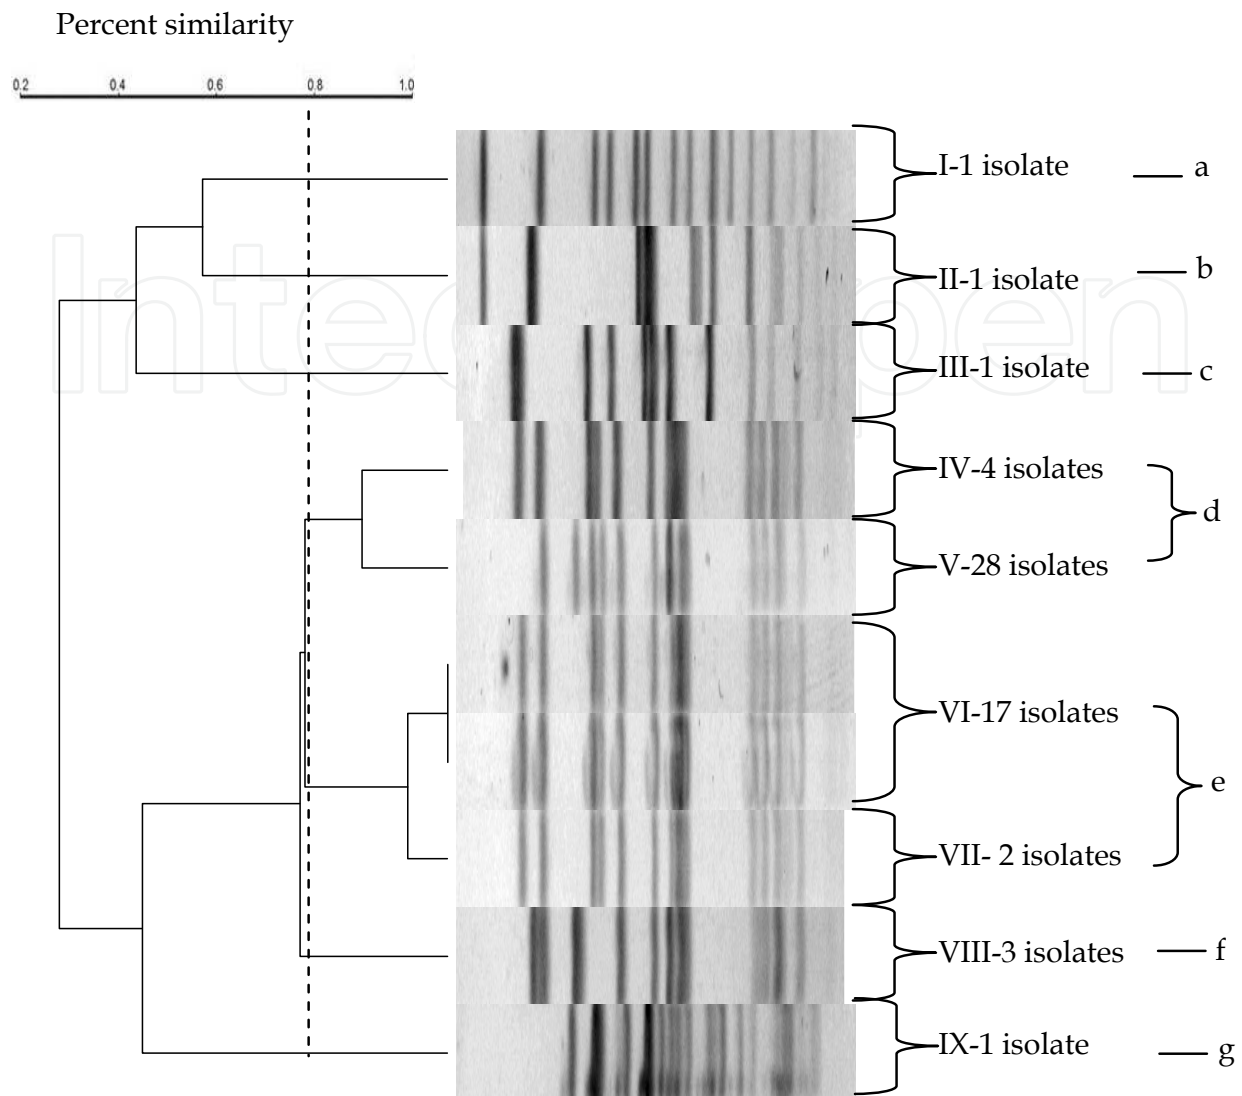 Percent similarity
0.2 0.4 0.6 0.8 1.0
I-1 isolate a
II-1 isolate b
III-1 isolate c
IV-4 isolates
d
V-28 isolates
VI-17 isolates
e
VII- 2 isolates
VIII-3 isolates f
IX-1 isolate g